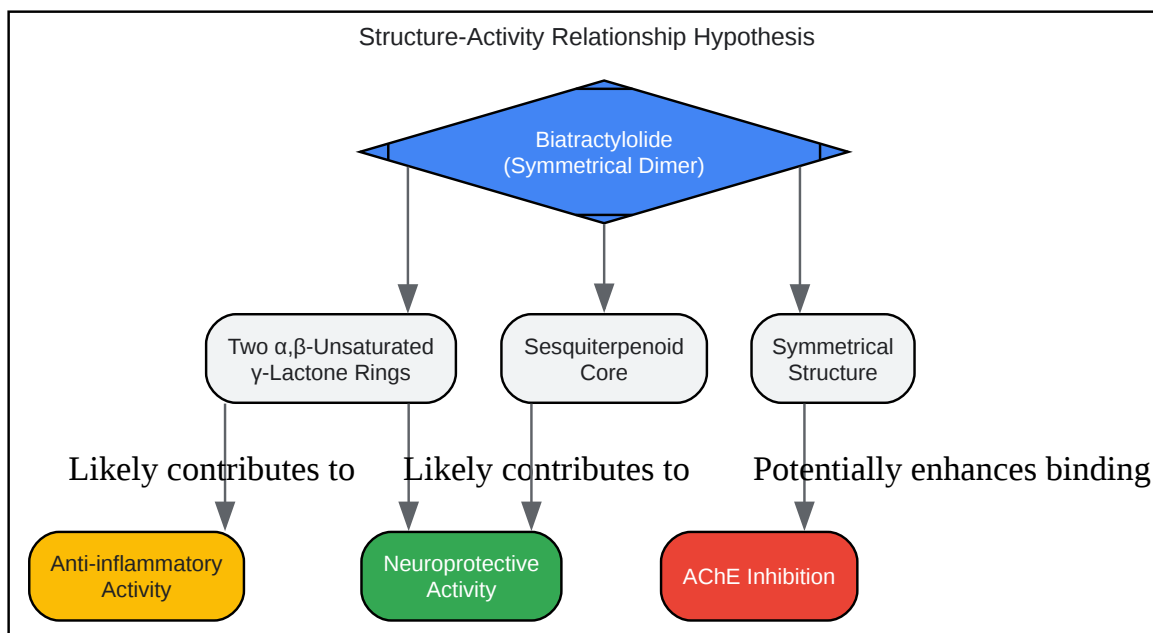 Structure-Activity Relationship Hypothesis
Biatractylolide
(Symmetrical Dimer)
Two α,β-Unsaturated
γ-Lactone Rings
Sesquiterpenoid
Core
Symmetrical
Structure
Likely contributes to
Likely contributes to
Potentially enhances binding
Anti-inflammatory
Activity
Neuroprotective
Activity
AChE Inhibition